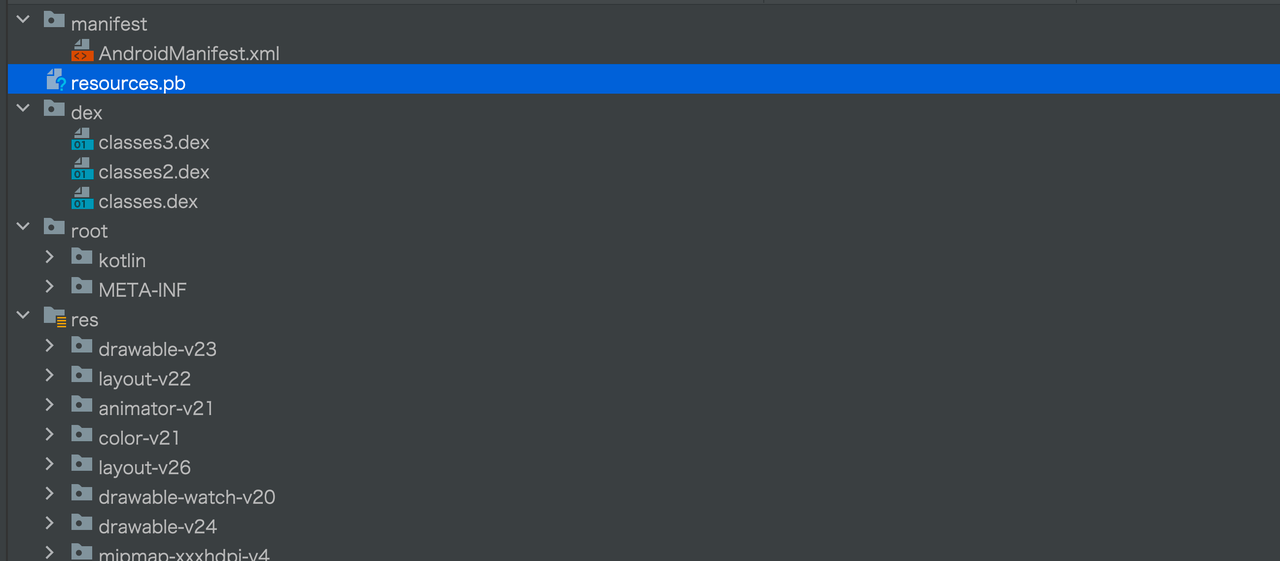 manifest
AndroidManifest.xml
resources.pb
dex
classes3.dex
classes2.dex
classes.dex
root
kotlin
META-INF
res
drawable-v23
layout-v22
animator-v21
color-v21
layout-v26
drawable-watch-v20
drawable-v24
mipmap-xxxhdpi-v4